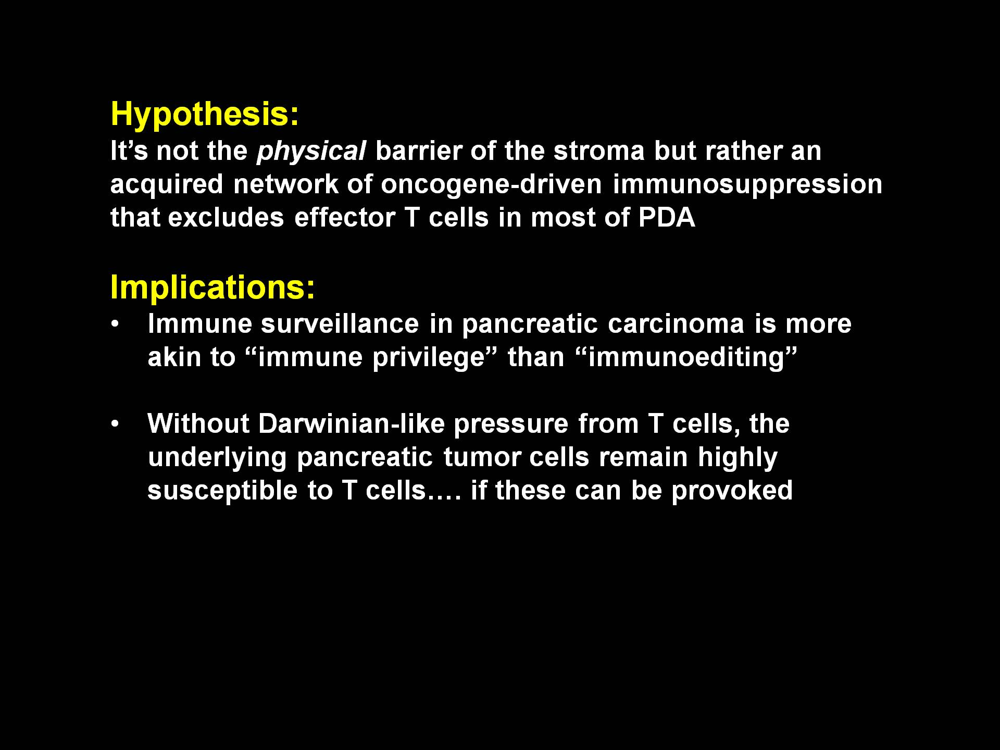 Hypothesis:
It’s not the physical barrier of the stroma but rather an
acquired network of oncogene-driven immunosuppression
that excludes effector T cells in most of PDA
Implications:
• Immune surveillance in pancreatic carcinoma is more
akin to “immune privilege” than “immunoediting”
• Without Darwinian-like pressure from T cells, the
underlying pancreatic tumor cells remain highly
susceptible to T cells…. if these can be provoked